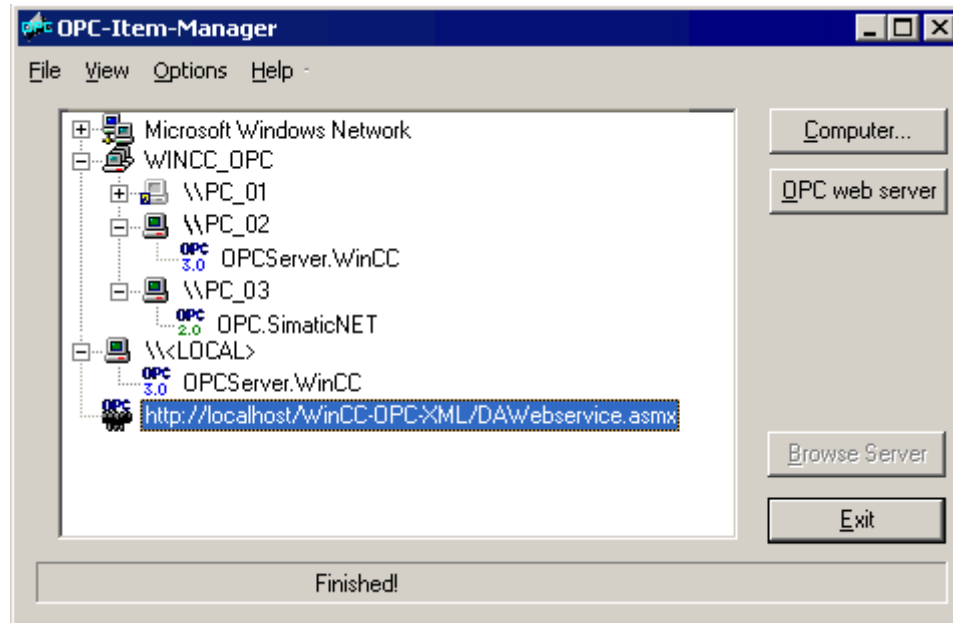 OPC-Item-Manager
File View Options Help
Microsoft Windows Network
WINCC_OPC
\\PC_01
\\PC_02
OPC 3.0 OPCServer.WinCC
\\PC_03
OPC 2.0 OPC.SimaticNET
\\<LOCAL>
OPC 3.0 OPCServer.WinCC
OPC http://localhost/WinCC-OPC-XML/DAWebservice.asmx
Computer...
OPC web server
Browse Server
Exit
Finished!